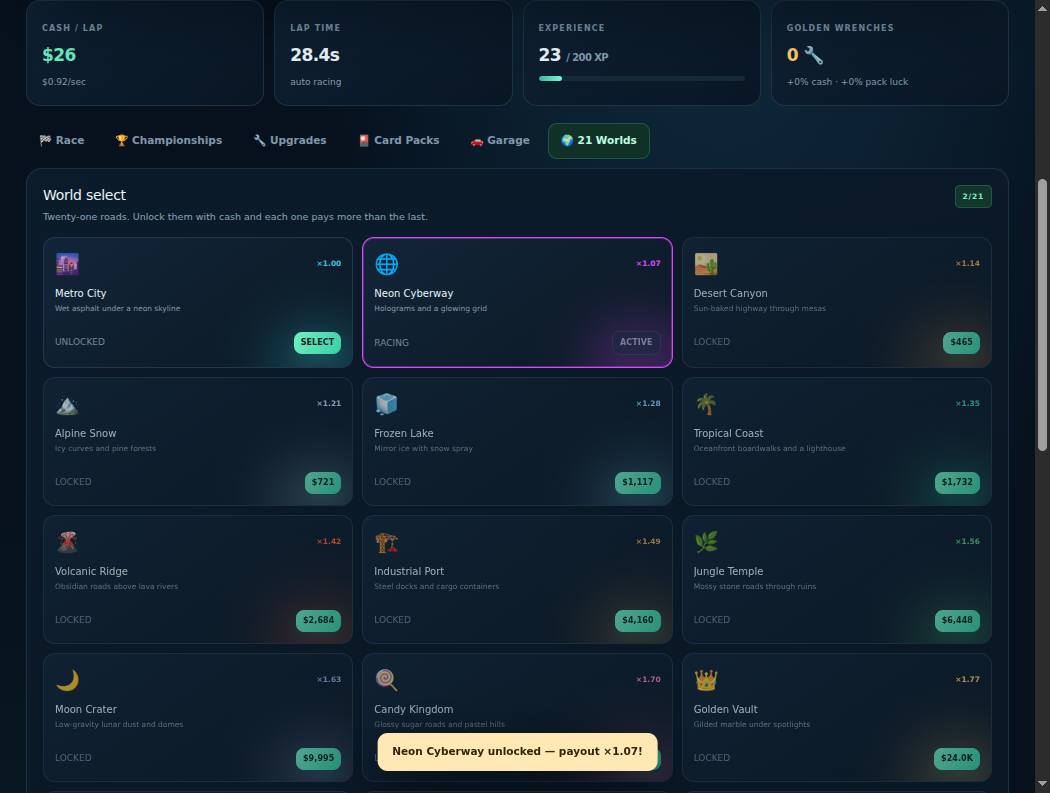 CASH / LAP
$26
$0.92/sec
LAP TIME
28.4s
auto racing
EXPERIENCE
23 / 200 XP
GOLDEN WRENCHES
0
+0% cash · +0% pack luck
Race
Championships
Upgrades
Card Packs
Garage
21 Worlds
World select
2/21
Twenty-one roads. Unlock them with cash and each one pays more than the last.
×1.00
Metro City
Wet asphalt under a neon skyline
UNLOCKED
SELECT
×1.07
Neon Cyberway
Holograms and a glowing grid
RACING
ACTIVE
×1.14
Desert Canyon
Sun-baked highway through mesas
LOCKED
$465
×1.21
Alpine Snow
Icy curves and pine forests
LOCKED
$721
×1.28
Frozen Lake
Mirror ice with snow spray
LOCKED
$1,117
×1.35
Tropical Coast
Oceanfront boardwalks and a lighthouse
LOCKED
$1,732
×1.42
Volcanic Ridge
Obsidian roads above lava rivers
LOCKED
$2,684
×1.49
Industrial Port
Steel docks and cargo containers
LOCKED
$4,160
×1.56
Jungle Temple
Mossy stone roads through ruins
LOCKED
$6,448
×1.63
Moon Crater
Low-gravity lunar dust and domes
LOCKED
$9,995
×1.70
Candy Kingdom
Glossy sugar roads and pastel hills
×1.77
Golden Vault
Gilded marble under spotlights
LOCKED
$24.0K
Neon Cyberway unlocked — payout ×1.07!